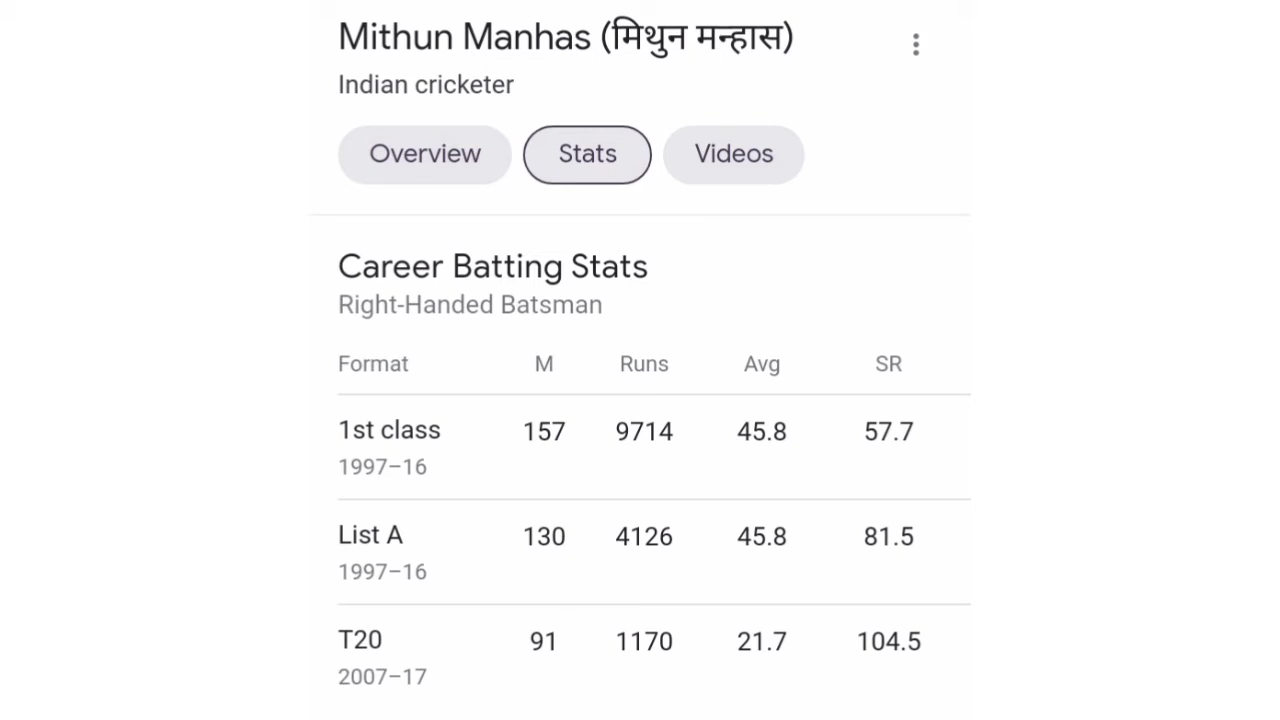 Mithun Manhas (मिथुन मन्हास)
Indian cricketer
Overview Stats Videos
Career Batting Stats
Right-Handed Batsman
Format M Runs Avg SR
1st class 157 9714 45.8 57.7
1997–16
List A 130 4126 45.8 81.5
1997–16
T20 91 1170 21.7 104.5
2007–17